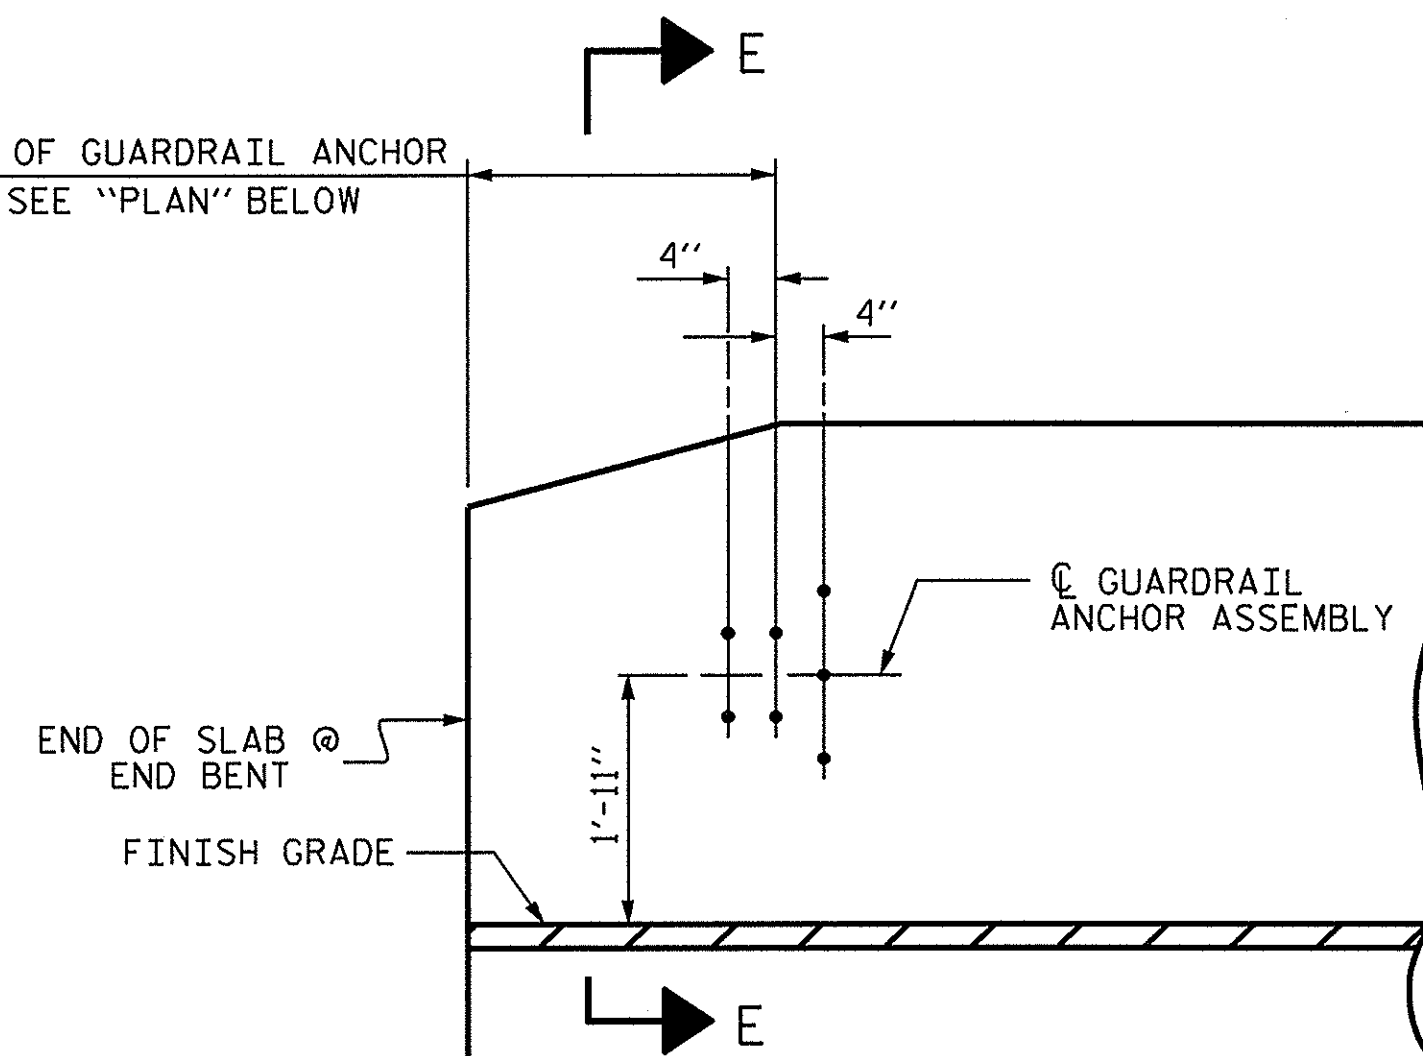 E
OF GUARDRAIL ANCHOR
SEE "PLAN" BELOW
4"
4"
℄ GUARDRAIL
ANCHOR ASSEMBLY
END OF SLAB @
END BENT
1'-11"
FINISH GRADE
E